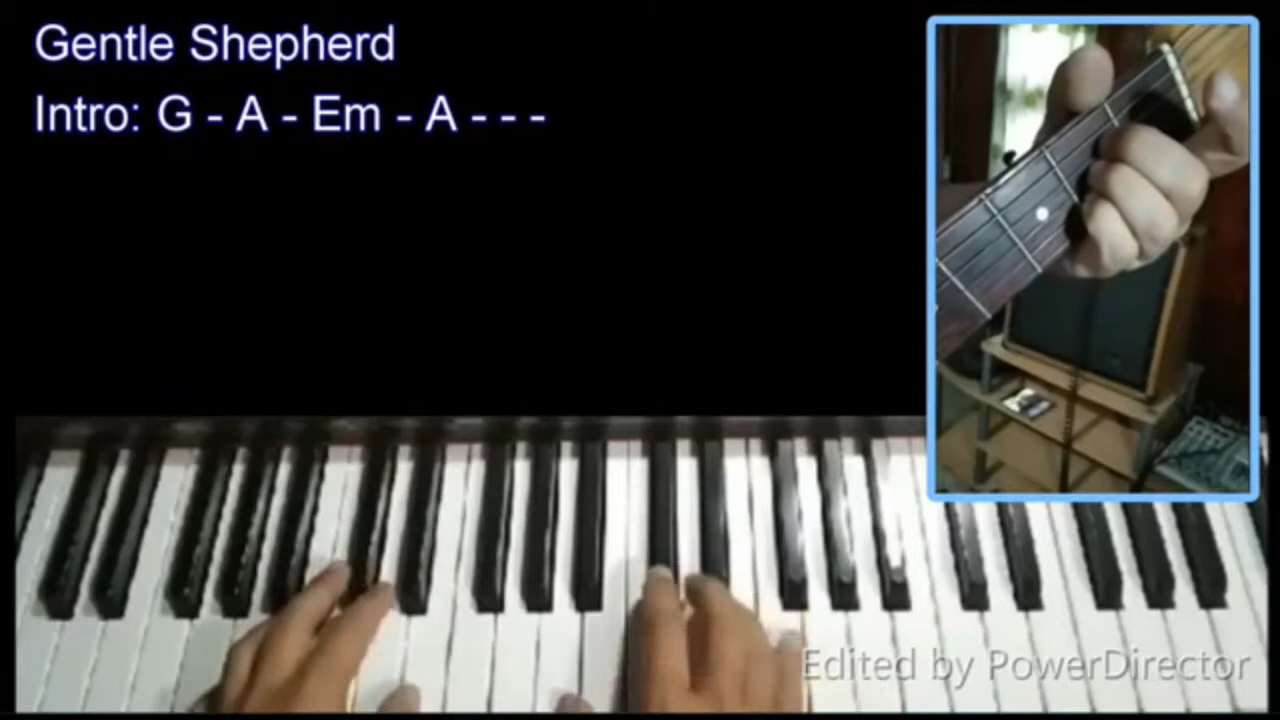 Gentle Shepherd
Intro: G - A - Em - A - - -
Edited by PowerDirector